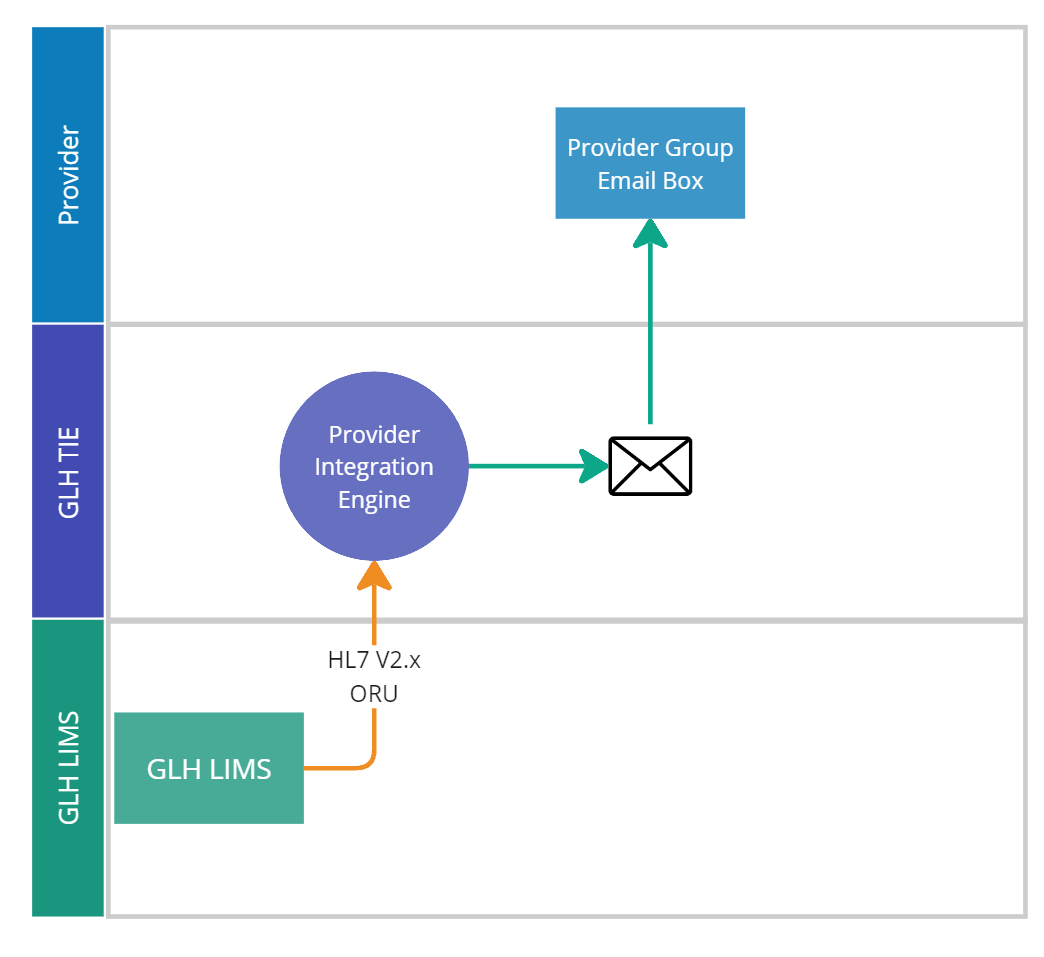 Provider
Provider Group
Email Box
GLH TIE
Provider
Integration
Engine
GLH LIMS
HL7 V2.x
ORU
GLH LIMS